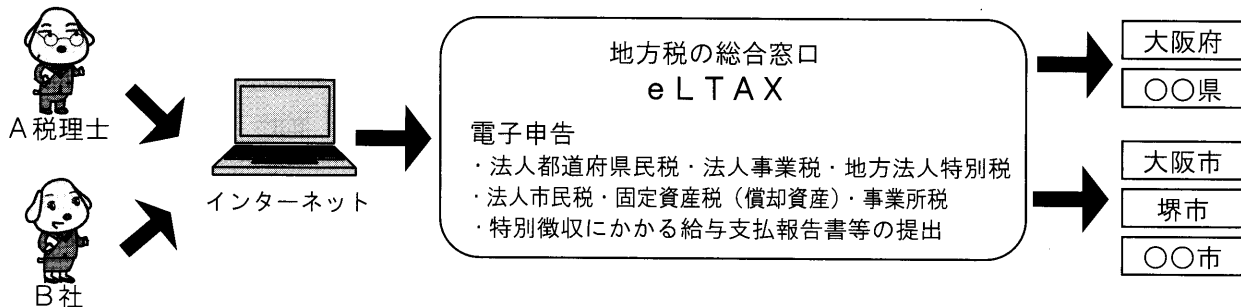 A税理士
B社
インターネット
地方税の総合窓口
eLTAX
電子申告
・法人都道府県民税・法人事業税・地方法人特別税
・法人市民税・固定資産税（償却資産）・事業所税
・特別徴収にかかる給与支払報告書等の提出
大阪府
○○県
大阪市
堺市
○○市